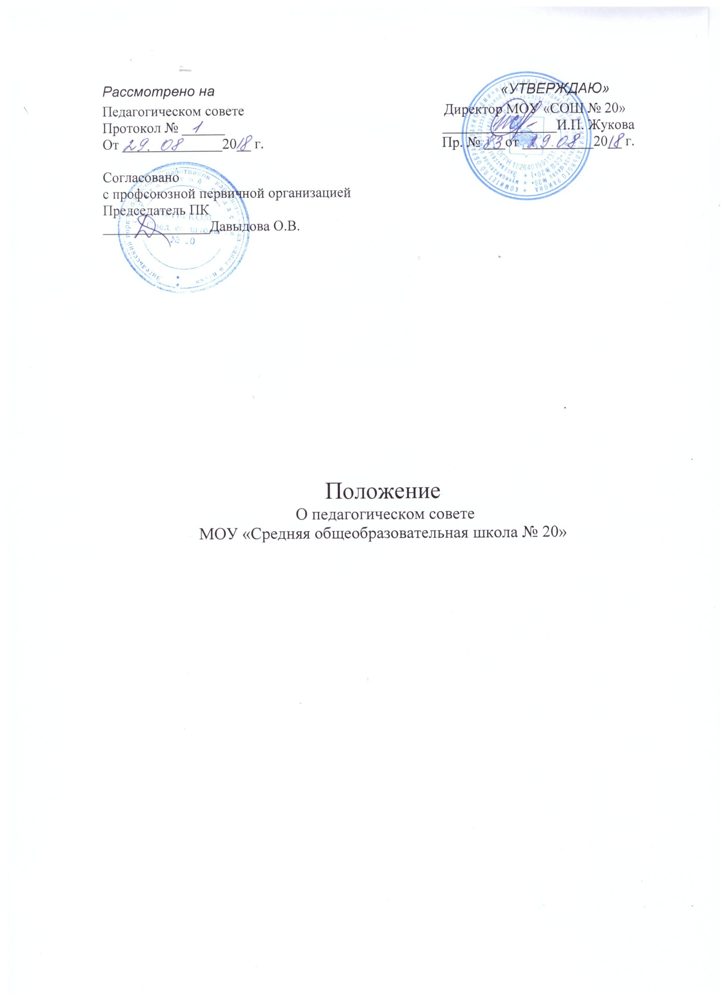 Рассмотрено на
Педагогическом совете
Протокол № 1
От 29.08 2018 г.
Согласовано
с профсоюзной первичной организацией
Председатель ПК
Давыдова О.В.
«УТВЕРЖДАЮ»
Директор МОУ «СОШ № 20»
И.П. Жукова
Пр. № 83 от 29.08 2018 г.
ОГРН 1026401991131
Положение
О педагогическом совете
МОУ «Средняя общеобразовательная школа № 20»